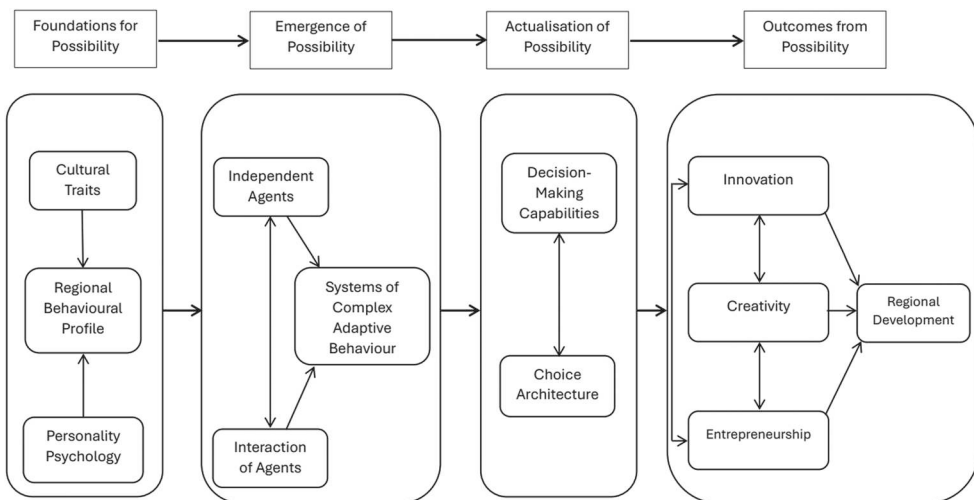 Foundations for
Possibility
Emergence of
Possibility
Actualisation of
Possibility
Outcomes from
Possibility
Cultural
Traits
Regional
Behavioural
Profile
Personality
Psychology
Independent
Agents
Systems of
Complex
Adaptive
Behaviour
Interaction
of Agents
Decision-
Making
Capabilities
Choice
Architecture
Innovation
Creativity
Entrepreneurship
Regional
Development